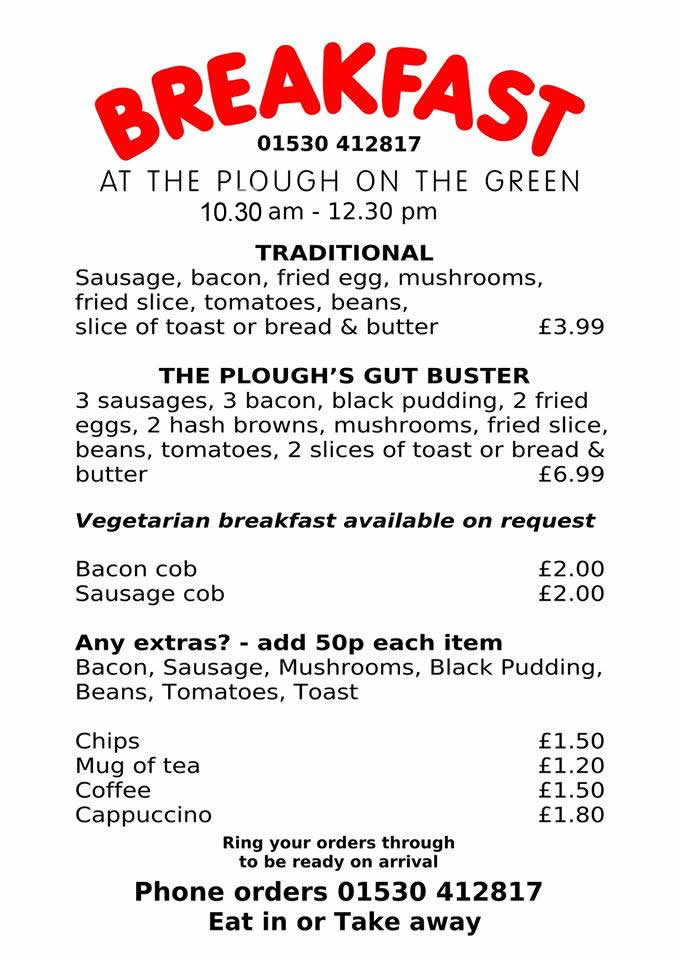 BREAKFAST
01530 412817
AT THE PLOUGH ON THE GREEN
10.30 am - 12.30 pm
TRADITIONAL
Sausage, bacon, fried egg, mushrooms,
fried slice, tomatoes, beans,
slice of toast or bread & butter £3.99
THE PLOUGH’S GUT BUSTER
3 sausages, 3 bacon, black pudding, 2 fried
eggs, 2 hash browns, mushrooms, fried slice,
beans, tomatoes, 2 slices of toast or bread &
butter £6.99
Vegetarian breakfast available on request
Bacon cob £2.00
Sausage cob £2.00
Any extras? - add 50p each item
Bacon, Sausage, Mushrooms, Black Pudding,
Beans, Tomatoes, Toast
Chips £1.50
Mug of tea £1.20
Coffee £1.50
Cappuccino £1.80
Ring your orders through
to be ready on arrival
Phone orders 01530 412817
Eat in or Take away